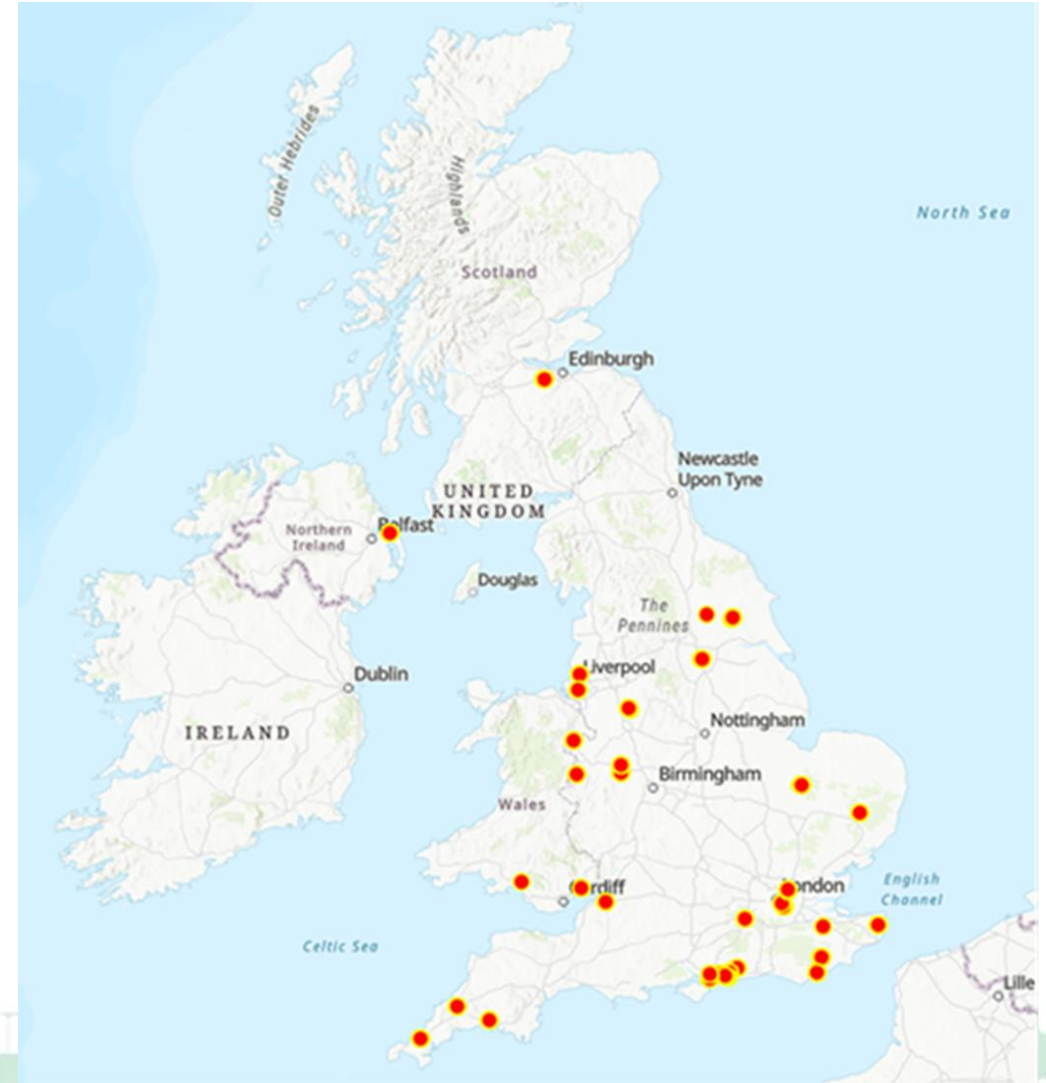 Outer Hebrides
Highlands
North Sea
Scotland
Edinburgh
Newcastle
Upon Tyne
UNITED
KINGDOM
Belfast
Northern
Ireland
Douglas
The
Pennines
Liverpool
Dublin
Nottingham
IRELAND
Birmingham
Wales
Cardiff
London
English
Channel
Celtic Sea
Lille